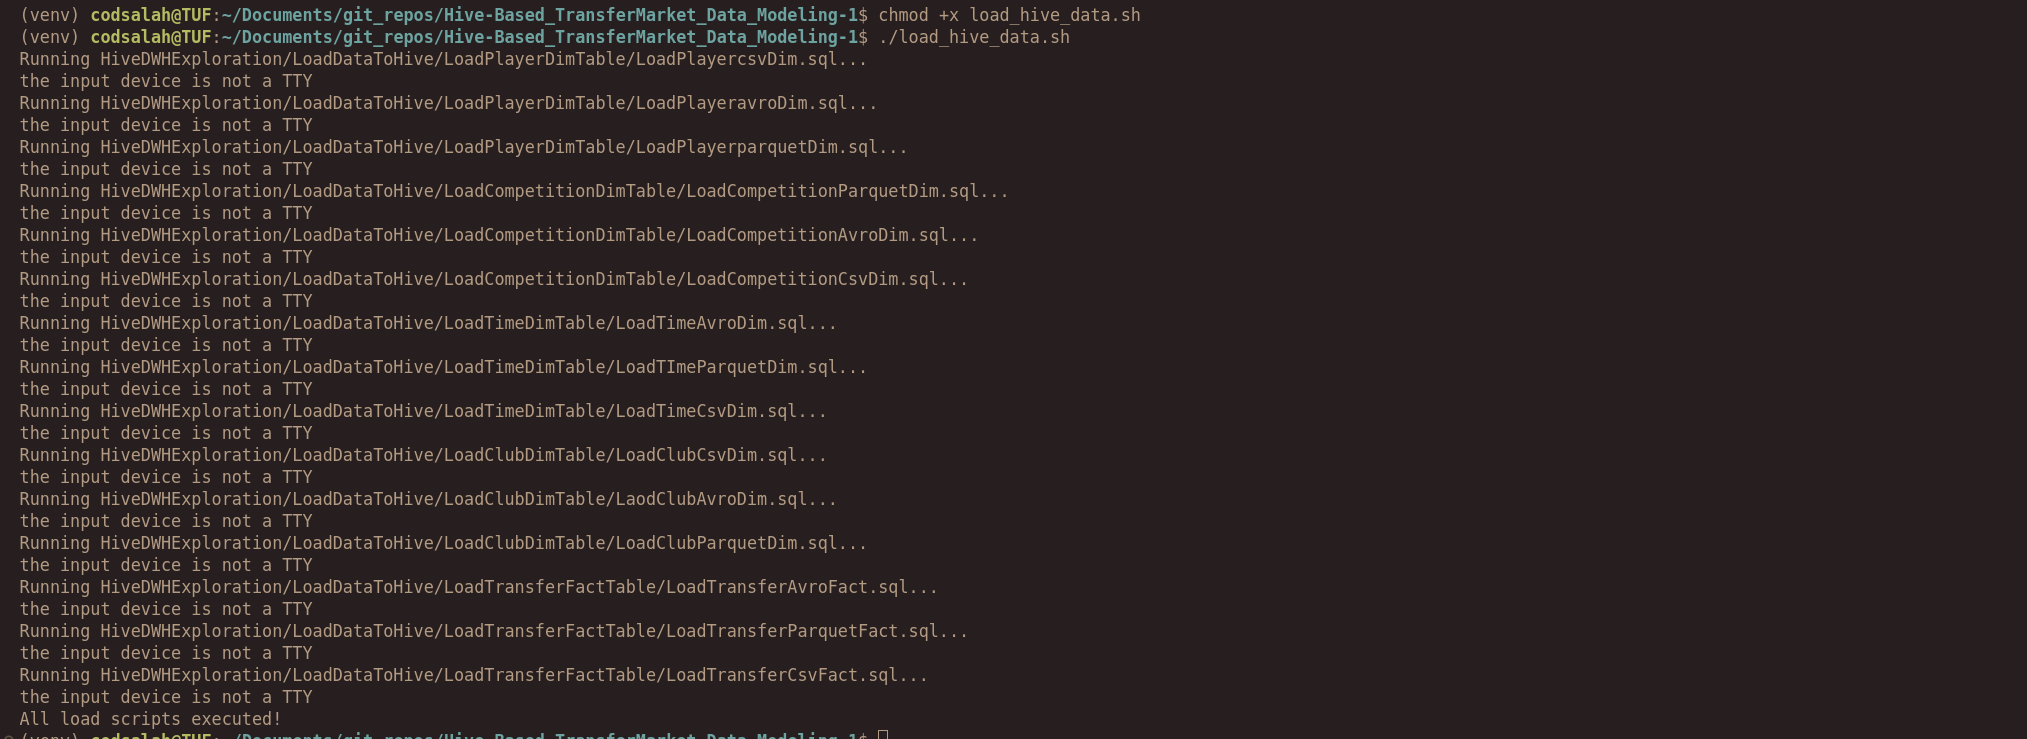 (venv) codsalah@TUF:~/Documents/git_repos/Hive-Based_TransferMarket_Data_Modeling-1$ chmod +x load_hive_data.sh
(venv) codsalah@TUF:~/Documents/git_repos/Hive-Based_TransferMarket_Data_Modeling-1$ ./load_hive_data.sh
Running HiveDWHExploration/LoadDataToHive/LoadPlayerDimTable/LoadPlayercsvDim.sql...
the input device is not a TTY
Running HiveDWHExploration/LoadDataToHive/LoadPlayerDimTable/LoadPlayeravroDim.sql...
the input device is not a TTY
Running HiveDWHExploration/LoadDataToHive/LoadPlayerDimTable/LoadPlayerparquetDim.sql...
the input device is not a TTY
Running HiveDWHExploration/LoadDataToHive/LoadCompetitionDimTable/LoadCompetitionParquetDim.sql...
the input device is not a TTY
Running HiveDWHExploration/LoadDataToHive/LoadCompetitionDimTable/LoadCompetitionAvroDim.sql...
the input device is not a TTY
Running HiveDWHExploration/LoadDataToHive/LoadCompetitionDimTable/LoadCompetitionCsvDim.sql...
the input device is not a TTY
Running HiveDWHExploration/LoadDataToHive/LoadTimeDimTable/LoadTimeAvroDim.sql...
the input device is not a TTY
Running HiveDWHExploration/LoadDataToHive/LoadTimeDimTable/LoadTImeParquetDim.sql...
the input device is not a TTY
Running HiveDWHExploration/LoadDataToHive/LoadTimeDimTable/LoadTimeCsvDim.sql...
the input device is not a TTY
Running HiveDWHExploration/LoadDataToHive/LoadClubDimTable/LoadClubCsvDim.sql...
the input device is not a TTY
Running HiveDWHExploration/LoadDataToHive/LoadClubDimTable/LaodClubAvroDim.sql...
the input device is not a TTY
Running HiveDWHExploration/LoadDataToHive/LoadClubDimTable/LoadClubParquetDim.sql...
the input device is not a TTY
Running HiveDWHExploration/LoadDataToHive/LoadTransferFactTable/LoadTransferAvroFact.sql...
the input device is not a TTY
Running HiveDWHExploration/LoadDataToHive/LoadTransferFactTable/LoadTransferParquetFact.sql...
the input device is not a TTY
Running HiveDWHExploration/LoadDataToHive/LoadTransferFactTable/LoadTransferCsvFact.sql...
the input device is not a TTY
All load scripts executed!
(venv) codsalah@TUF:~/Documents/git_repos/Hive-Based_TransferMarket_Data_Modeling-1$